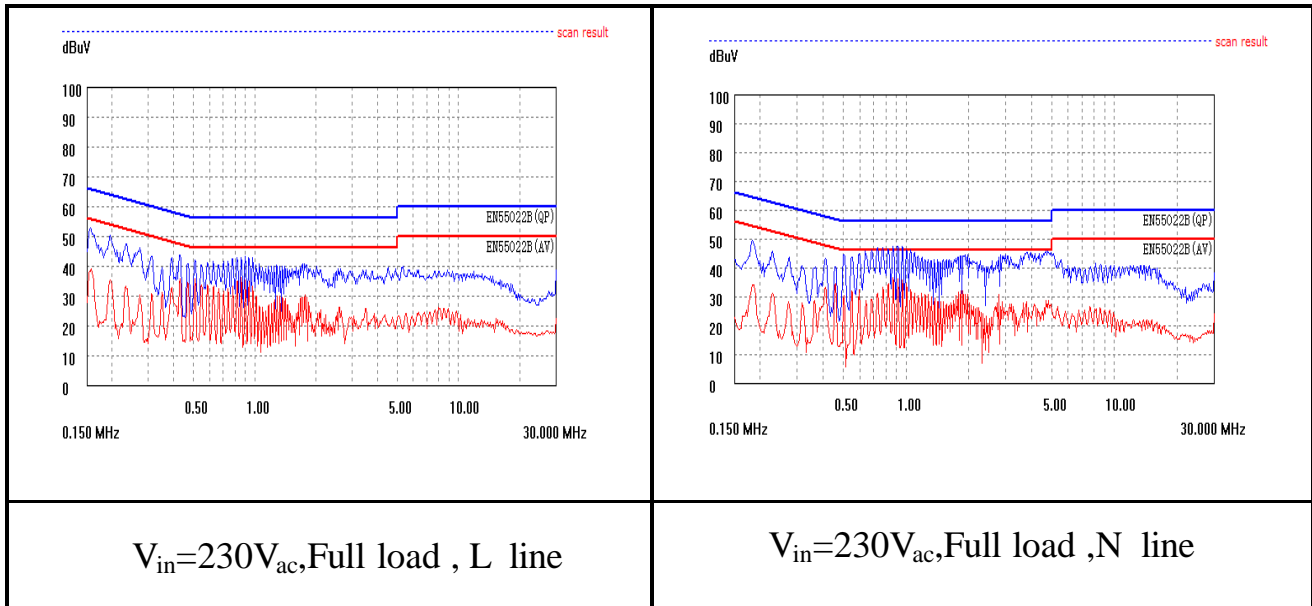 scan result
dBuV
100
90
80
70
60
50
40
30
20
10
0
EN55022B(QP)
EN55022B(AV)
0.50 1.00 5.00 10.00
0.150 MHz 30.000 MHz
Vin=230Vac,Full load , L line
scan result
dBuV
100
90
80
70
60
50
40
30
20
10
0
EN55022B(QP)
EN55022B(AV)
0.50 1.00 5.00 10.00
0.150 MHz 30.000 MHz
Vin=230Vac,Full load ,N line